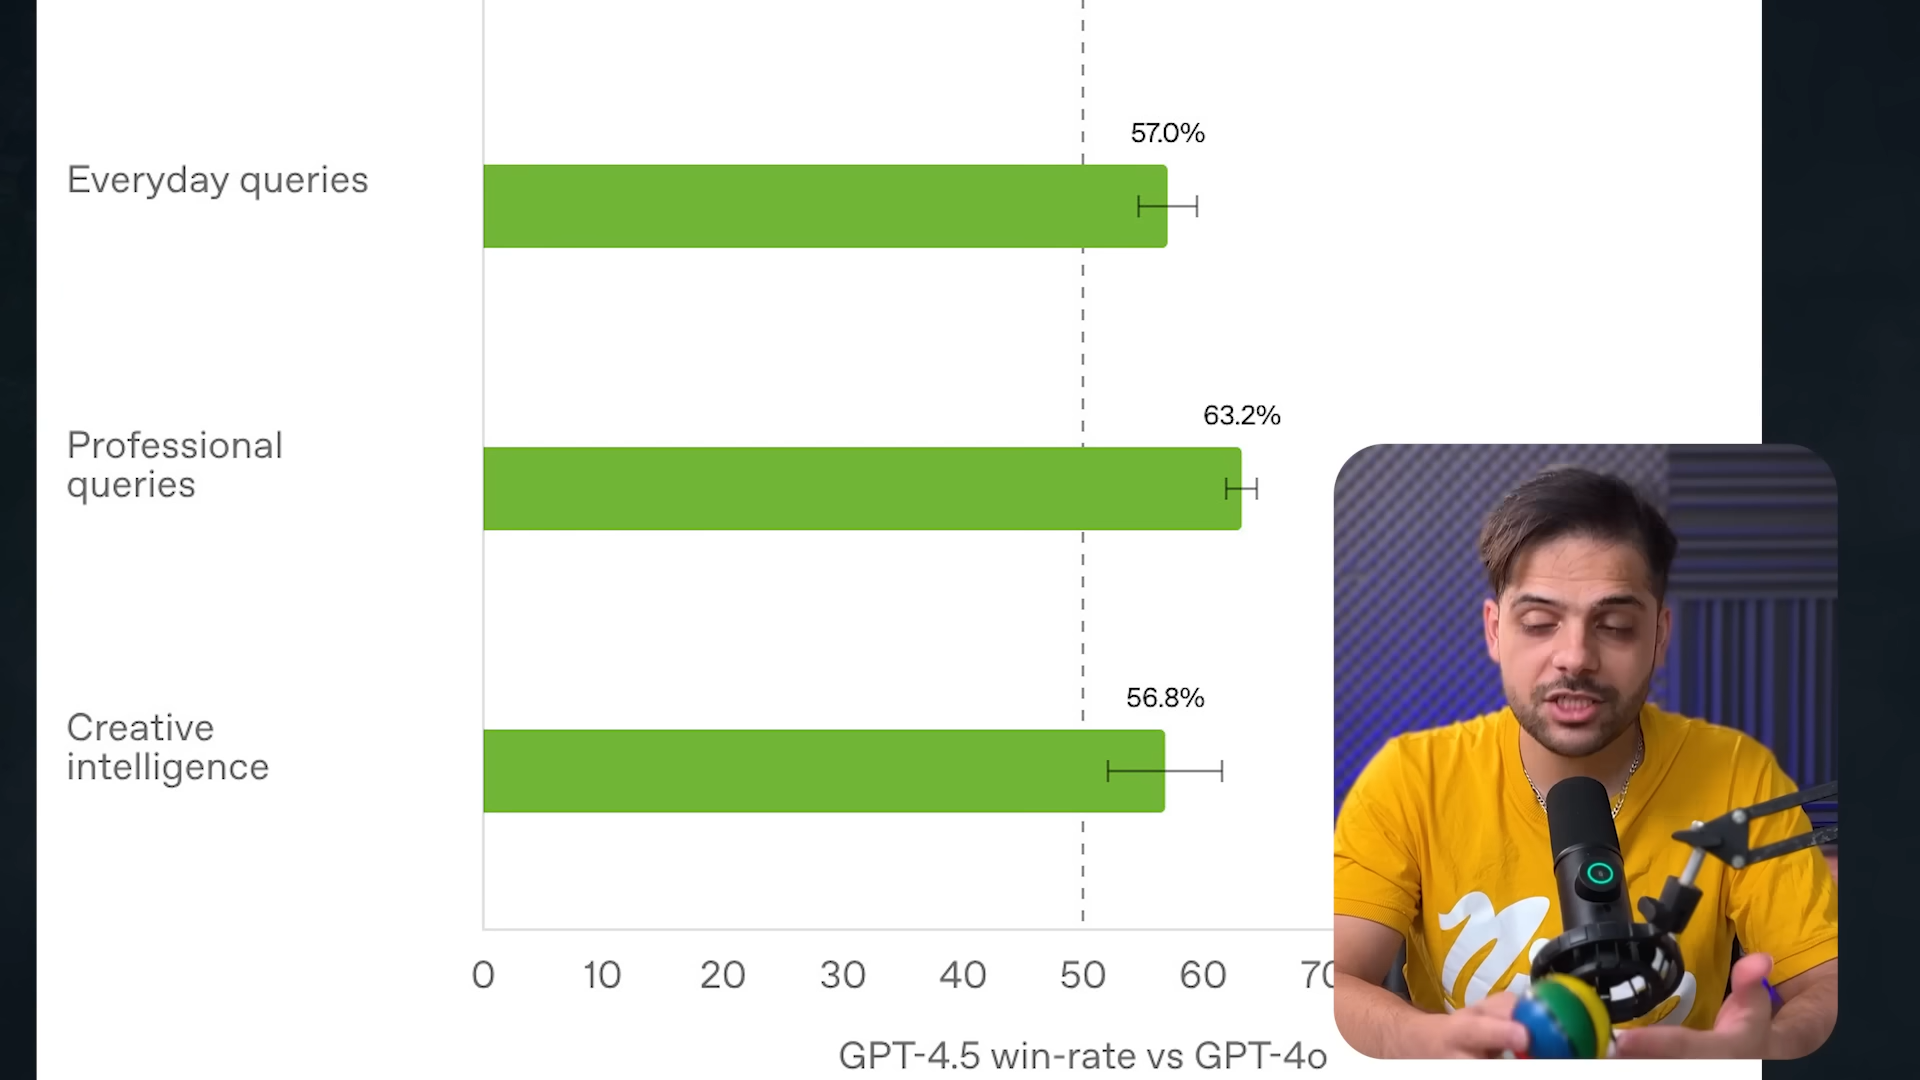 57.0%
Everyday queries
63.2%
Professional
queries
56.8%
Creative
intelligence
0 10 20 30 40 50 60 70
GPT-4.5 win-rate vs GPT-4o